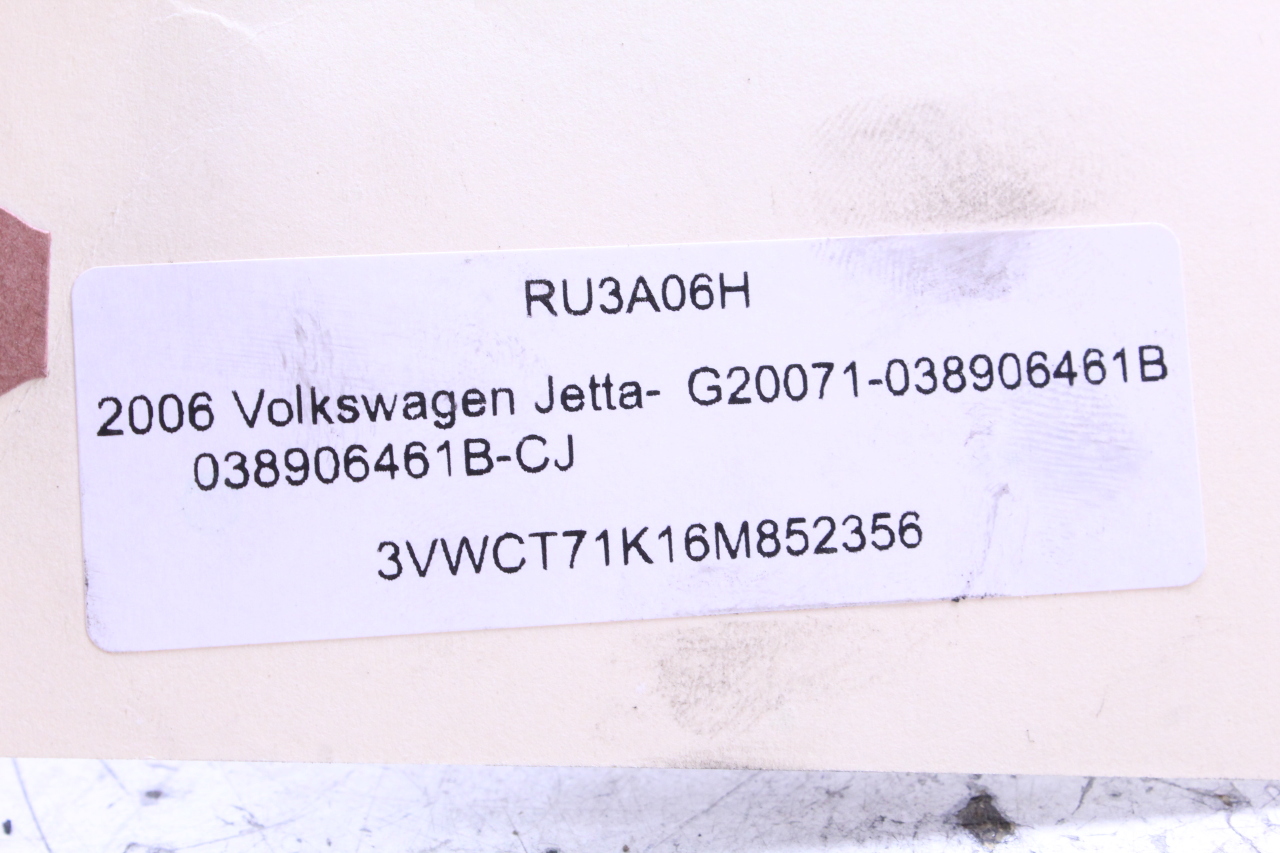 RU3A06H
2006 Volkswagen Jetta- G20071-038906461B
038906461B-CJ
3VWCT71K16M852356